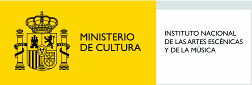 MINISTERIO
DE CULTURA
INSTITUTO NACIONAL
DE LAS ARTES ESCÉNICAS
Y DE LA MÚSICA